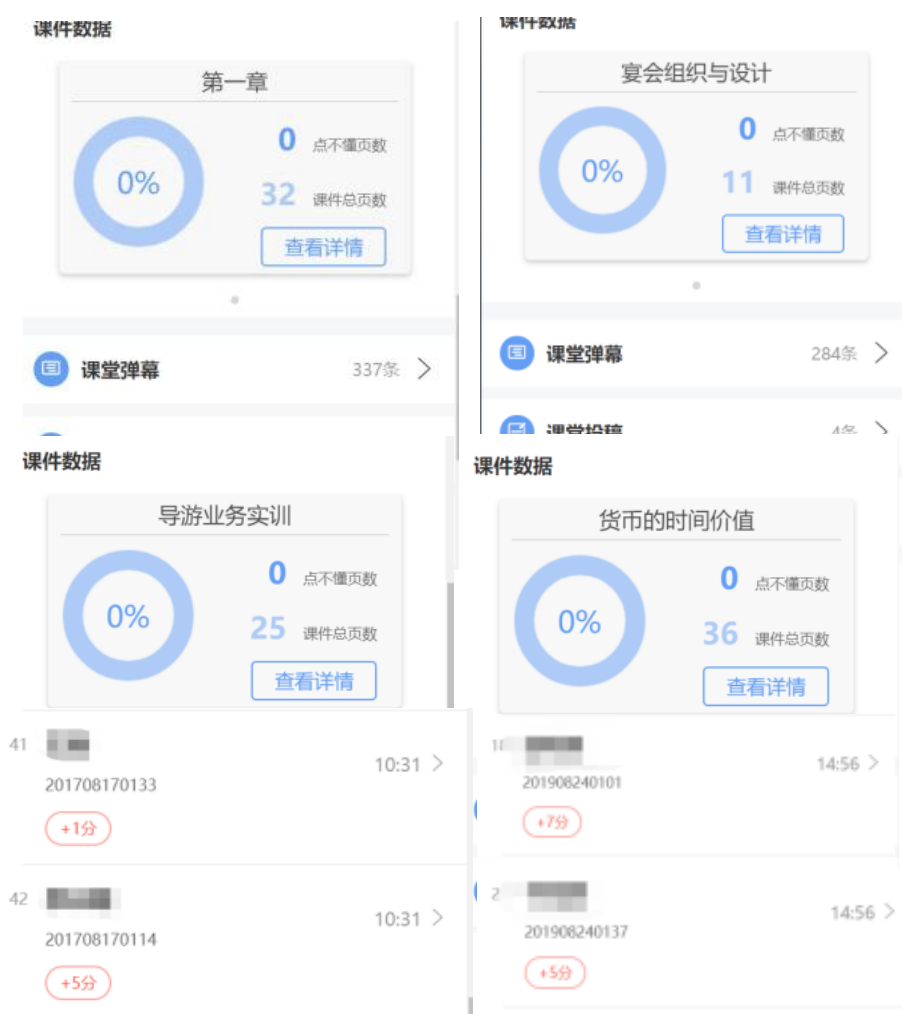 课件数据
第一章
0 点不懂页数
0%
32 课件总页数
查看详情
课堂弹幕 337条
课件数据
宴会组织与设计
0 点不懂页数
0%
11 课件总页数
查看详情
课堂弹幕 284条
课堂投稿 4条
课件数据
导游业务实训
0 点不懂页数
0%
25 课件总页数
查看详情
41
10:31
201708170133
+1分
42
10:31
201708170114
+5分
课件数据
货币的时间价值
0 点不懂页数
0%
36 课件总页数
查看详情
14:56
201908240101
+7分
2
14:56
201908240137
+5分